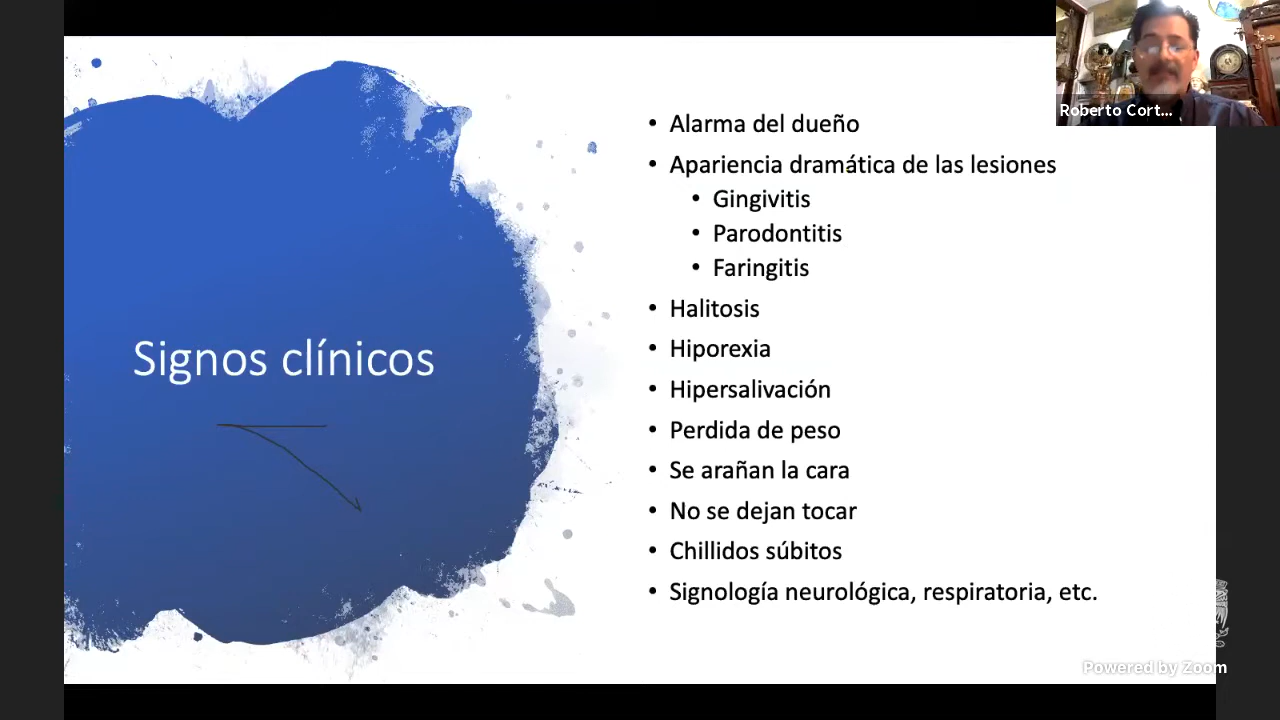 Roberto Cort...
Signos clínicos
• Alarma del dueño
• Apariencia dramática de las lesiones
• Gingivitis
• Parodontitis
• Faringitis
• Halitosis
• Hiporexia
• Hipersalivación
• Perdida de peso
• Se arañan la cara
• No se dejan tocar
• Chillidos súbitos
• Signología neurológica, respiratoria, etc.
Powered by Zoom